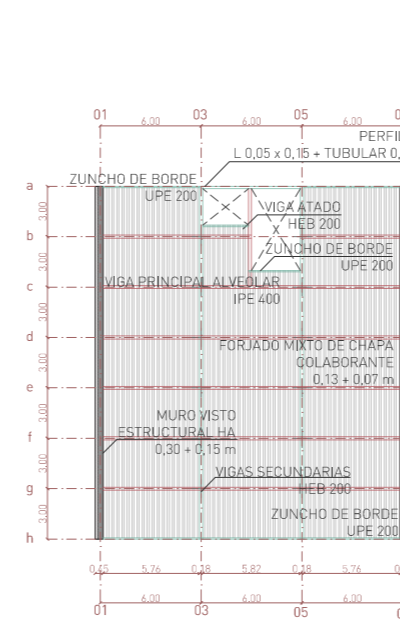 01 03 05
6,00 6,00
PERFI
L 0,05 x 0,15 + TUBULAR 0,
ZUNCHO DE BORDE
UPE 200
a
VIGA ATADO
HEB 200
3,00
b
ZUNCHO DE BORDE
UPE 200
3,00
c
VIGA PRINCIPAL ALVEOLAR
IPE 400
3,00
d
FORJADO MIXTO DE CHAPA
COLABORANTE
0,13 + 0,07 m
3,00
e
MURO VISTO
ESTRUCTURAL HA
0,30 + 0,15 m
3,00
f
VIGAS SECUNDARIAS
HEB 200
3,00
g
ZUNCHO DE BORDE
UPE 200
3,00
h
0,45 5,76 0,18 5,82 0,18 5,76
6,00 6,00 6,00
01 03 05